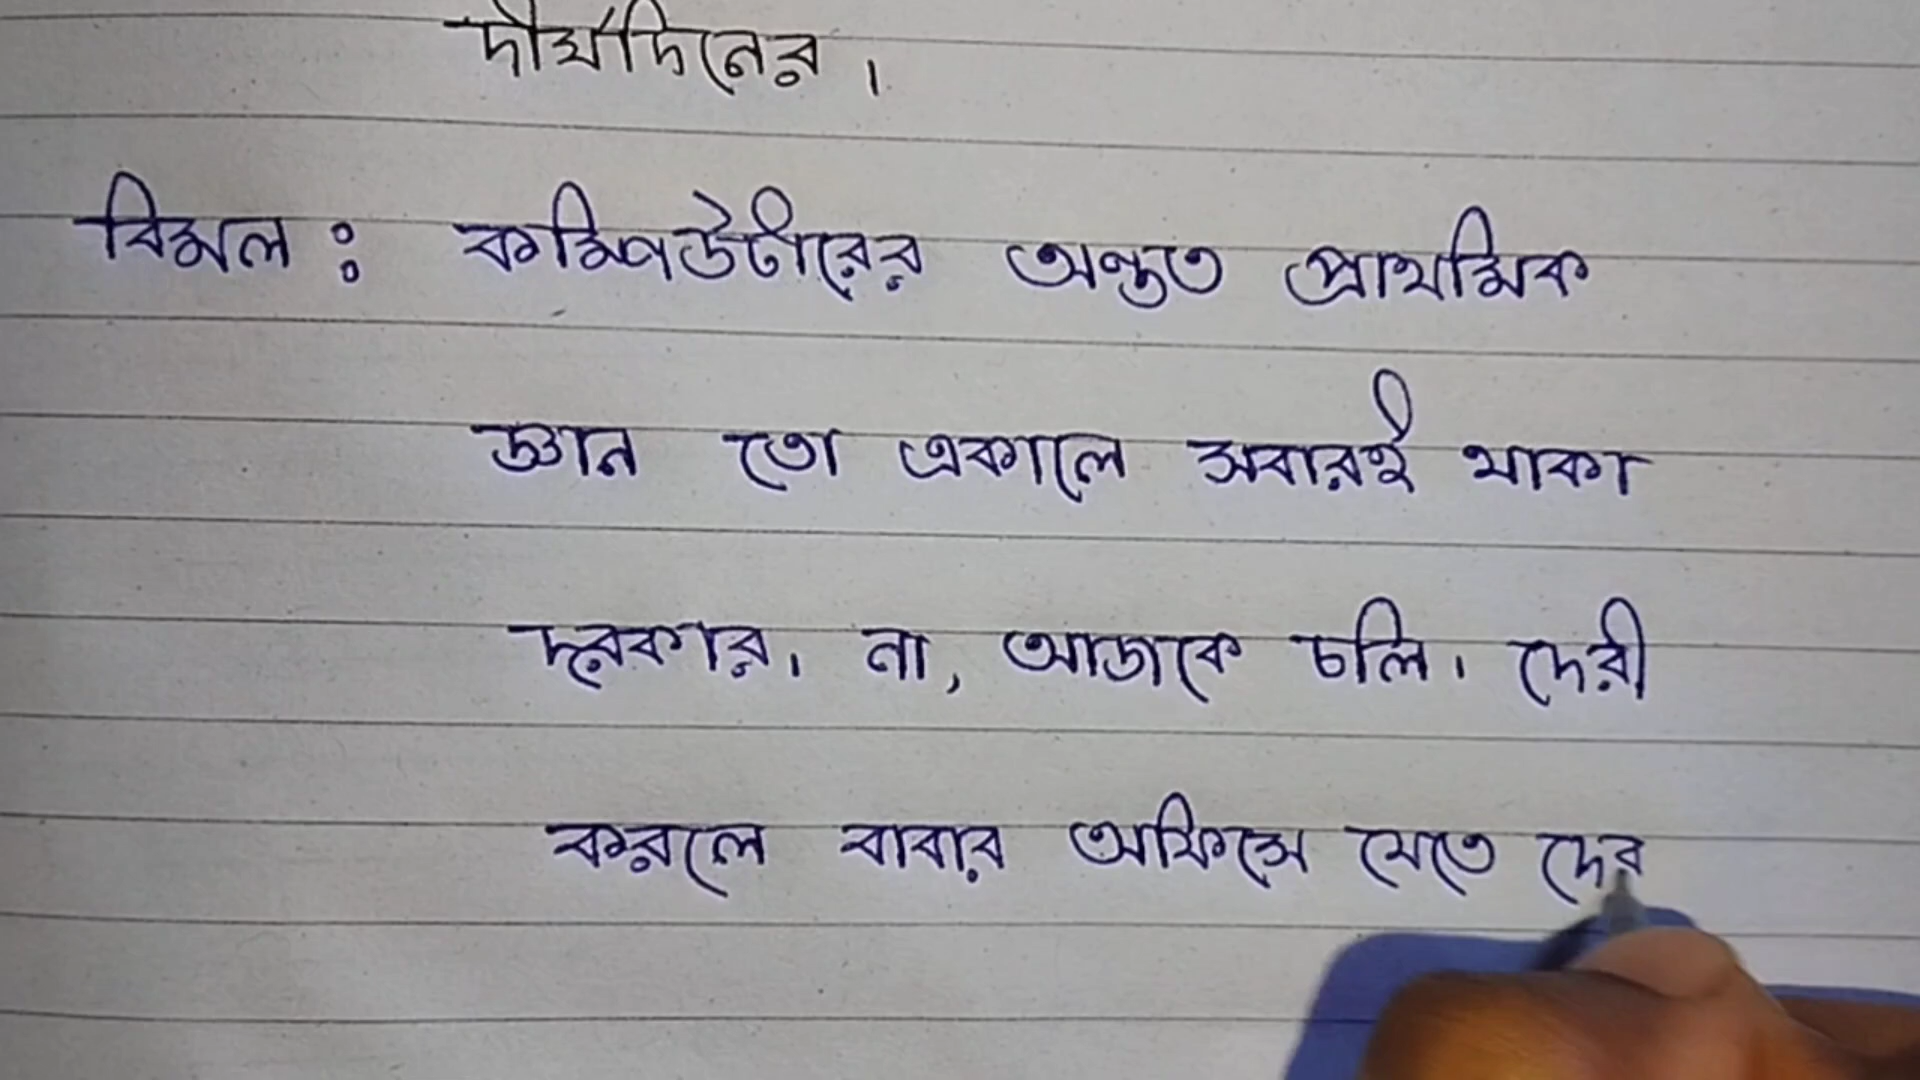 দীর্ঘদিনের।
বিমল : কম্পিউটারের অন্তত প্রাথমিক
জ্ঞান তো একালে সবারই থাকা
দরকার। না, আজকে চলি। দেরী
করলে বাবার অফিসে যেতে দের